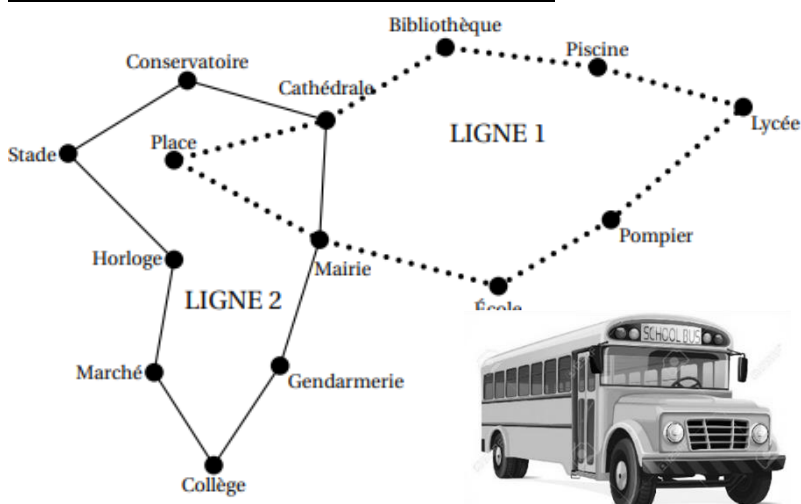 Bibliothèque
Conservatoire
Piscine
Cathédrale
Lycée
LIGNE 1
Place
Stade
Pompier
Horloge
Mairie
LIGNE 2
École
SCHOOL BUS
Marché
Gendarmerie
Collège